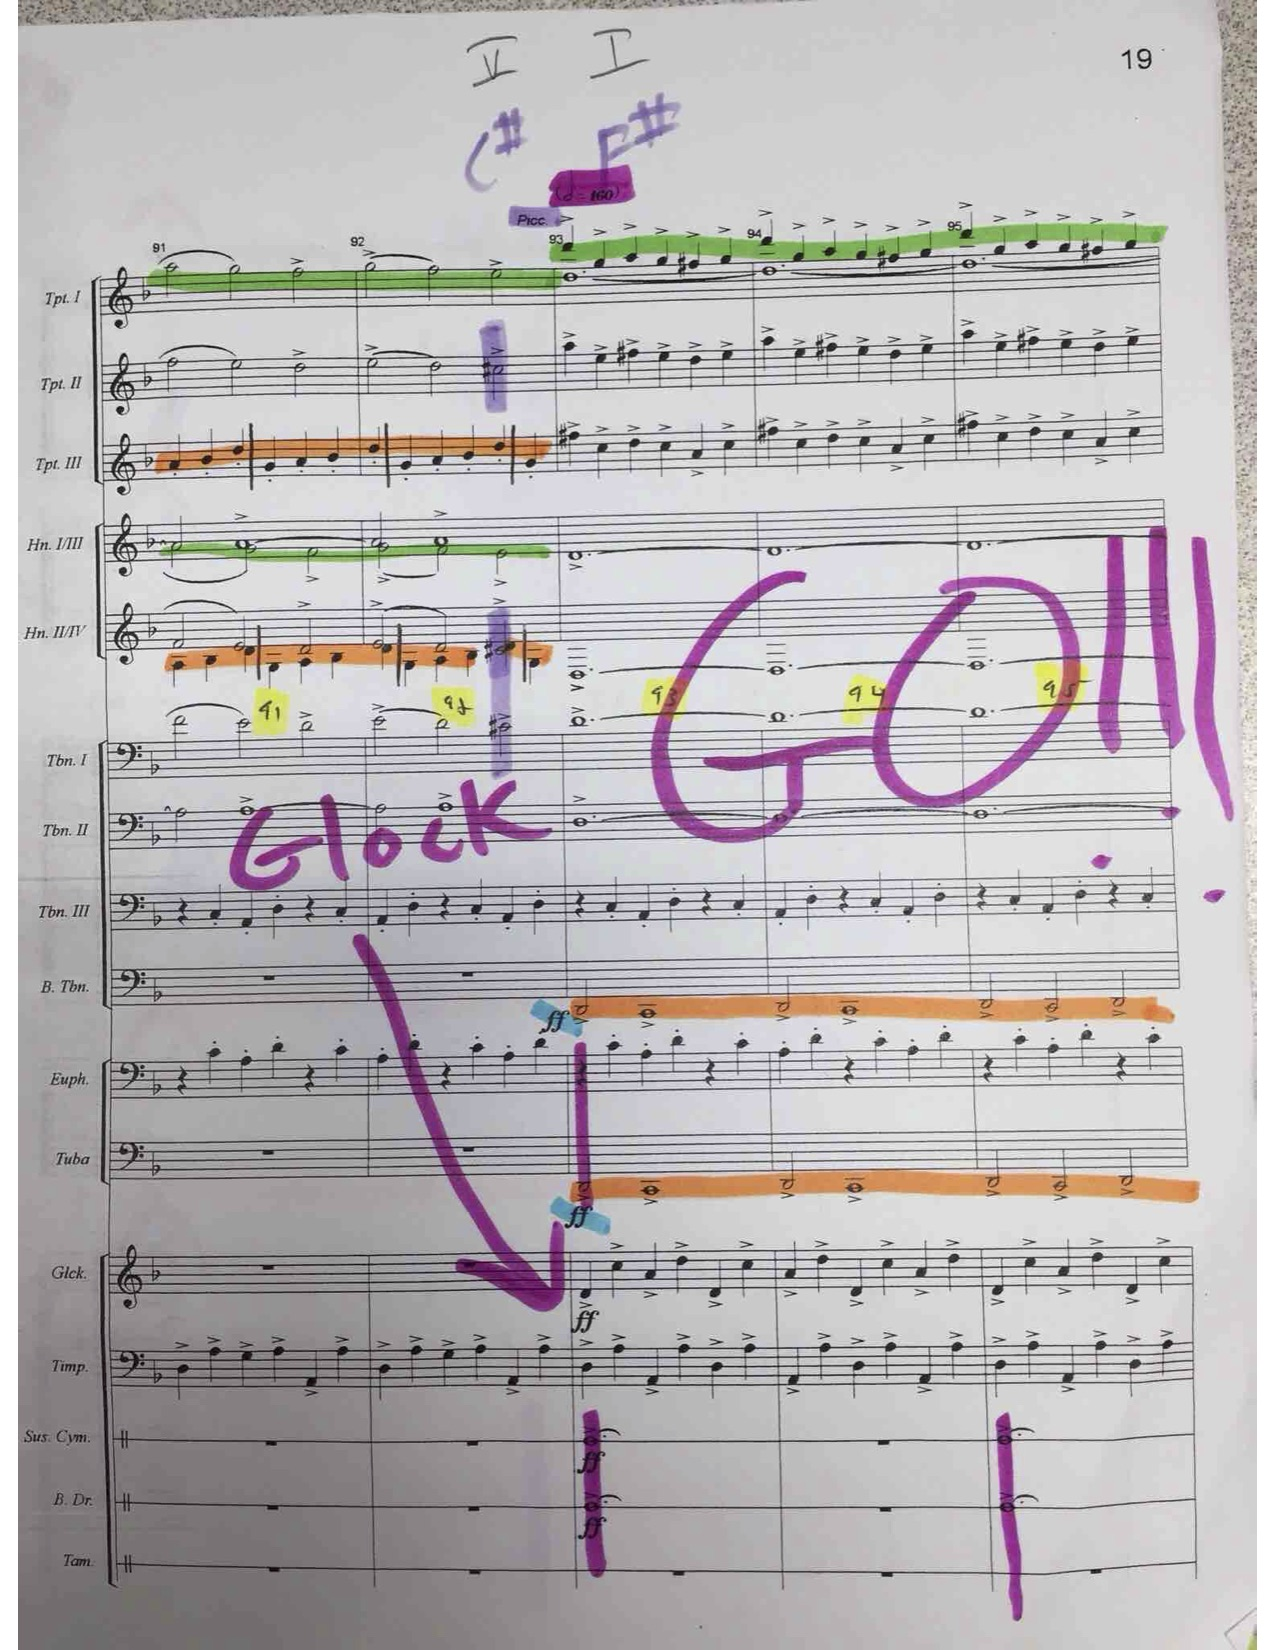 19
V I
C# F#
(𝅗𝅥. = 160)
Picc.
91 92 93 94 95
Tpt. I
Tpt. II
Tpt. III
Hn. I/III
Hn. II/IV
91 92 93 94 95
GO!!!
Tbn. I
Glock
Tbn. II
Tbn. III
B. Tbn.
ff
Euph.
Tuba
ff
Glck.
ff
Timp.
Sus. Cym.
ff
B. Dr.
ff
Tam.